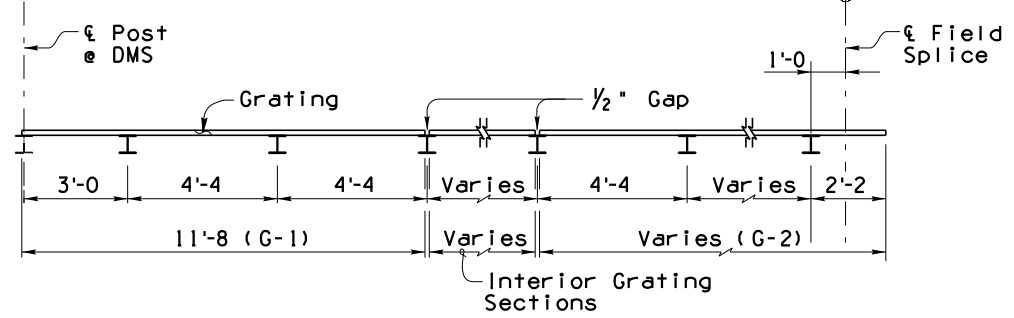 ℄ Post
@ DMS
℄ Field
Splice
1'-0
Grating
1/2" Gap
3'-0 4'-4 4'-4 Varies 4'-4 Varies 2'-2
11'-8 (G-1) Varies Varies (G-2)
Interior Grating
Sections